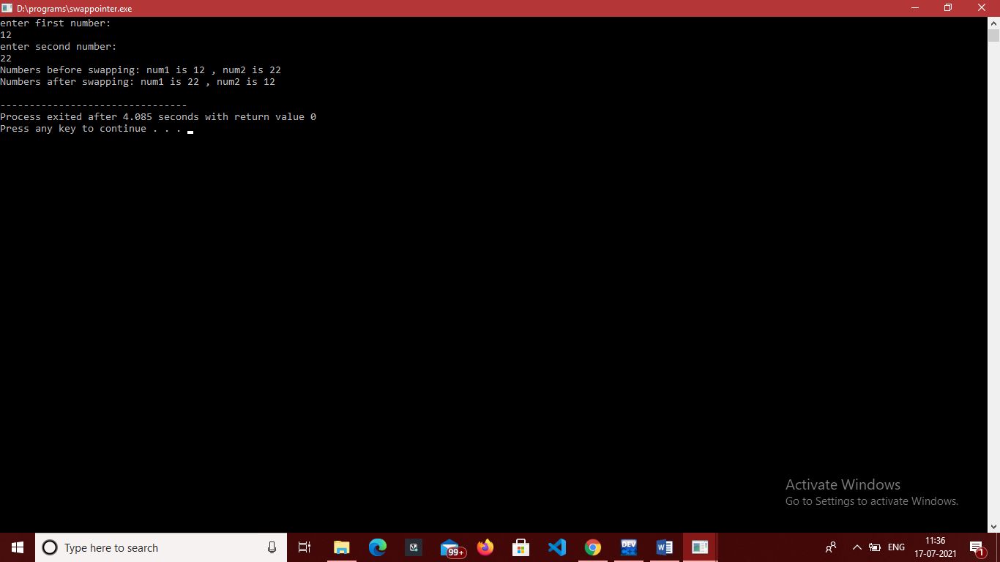 D:\programs\swappointer.exe
enter first number:
12
enter second number:
22
Numbers before swapping: num1 is 12 , num2 is 22
Numbers after swapping: num1 is 22 , num2 is 12
--------------------------------
Process exited after 4.085 seconds with return value 0
Press any key to continue . . .
Activate Windows
Go to Settings to activate Windows.
Type here to search
99+
DEV
ENG
11:36
17-07-2021
1